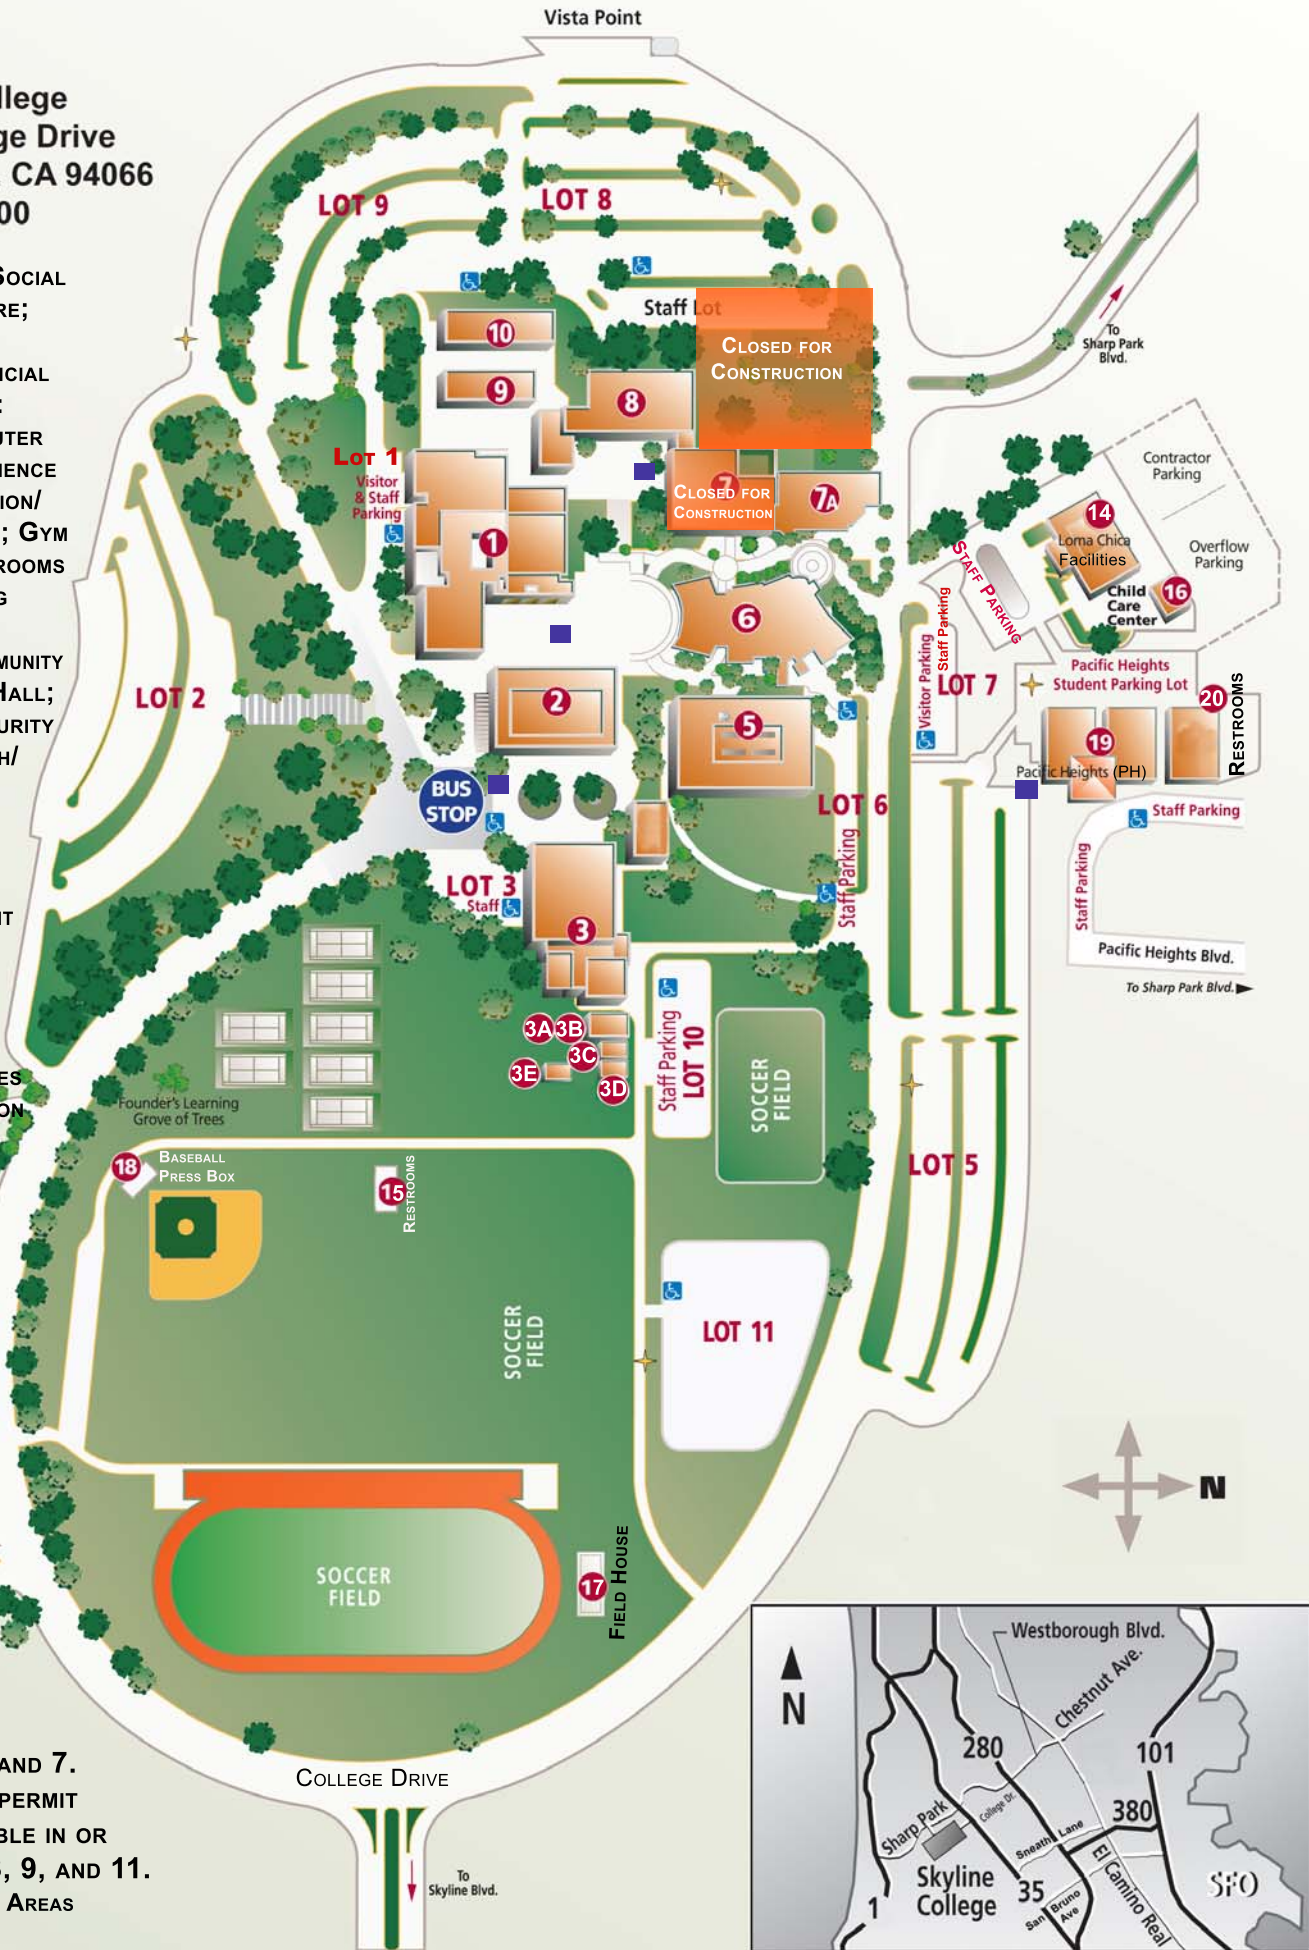 Vista Point
llege
ge Drive
CA 94066
00
LOT 9
LOT 8
SOCIAL
RE;
ICIAL
:
UTER
IENCE
ION/
; GYM
ROOMS
G
MUNITY
HALL;
URITY
H/
IT
ES
ON
Staff Lot
CLOSED FOR
CONSTRUCTION
To
Sharp Park
Blvd.
10
9
8
LOT 1
Visitor
& Staff
Parking
7
CLOSED FOR
CONSTRUCTION
7A
1
6
Contractor
Parking
14
Loma Chica
Facilities
Overflow
Parking
16
Child
Care
Center
STAFF PARKING
Staff Parking
Visitor Parking
LOT 7
Pacific Heights
Student Parking Lot
20
RESTROOMS
19
Pacific Heights (PH)
Staff Parking
Staff Parking
Pacific Heights Blvd.
To Sharp Park Blvd.
LOT 2
2
5
BUS
STOP
LOT 6
Staff Parking
LOT 3
Staff
3
3A
3B
3C
3D
3E
Staff Parking
LOT 10
SOCCER
FIELD
LOT 5
Founder's Learning
Grove of Trees
18
BASEBALL
PRESS BOX
15
RESTROOMS
SOCCER
FIELD
LOT 11
N
SOCCER
FIELD
17
FIELD HOUSE
COLLEGE DRIVE
To
Skyline Blvd.
AND 7.
PERMIT
BLE IN OR
, 9, AND 11.
AREAS
N
Westborough Blvd.
Chestnut Ave.
280
101
380
Sharp Park
College Dr.
Sneath Lane
Skyline
College
35
1
San Bruno
Ave
El Camino Real
SFO